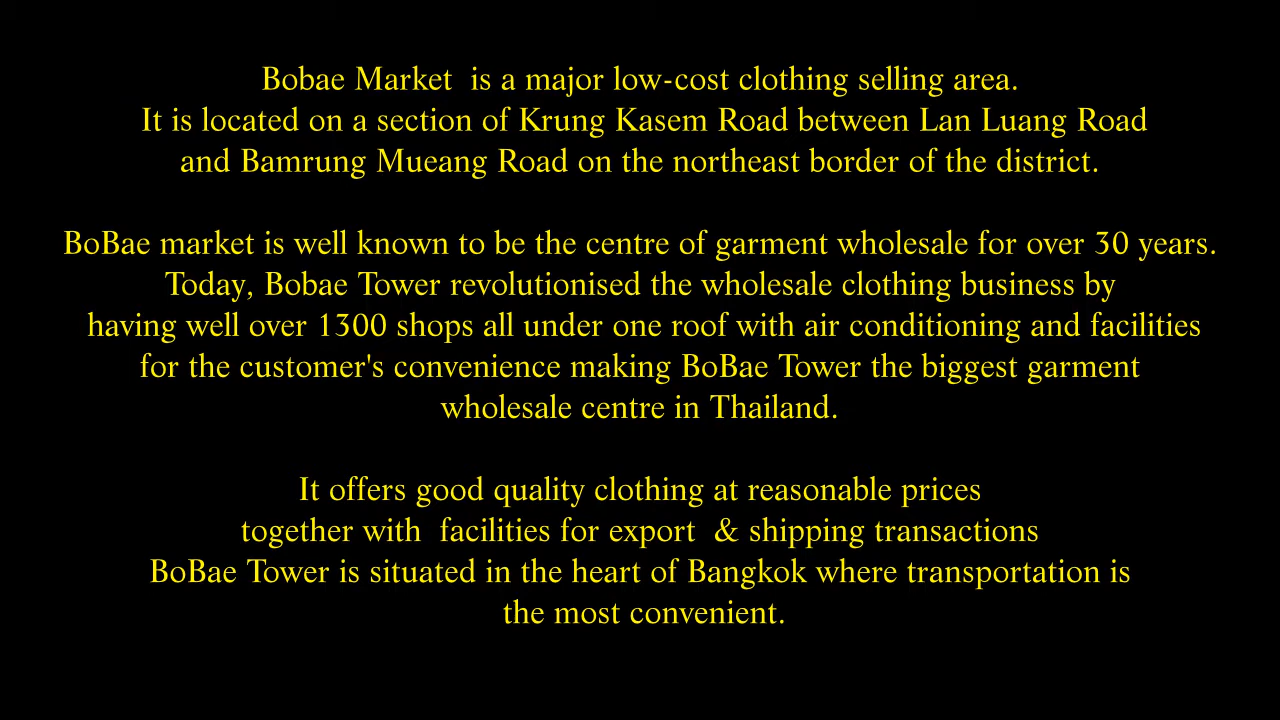 Bobae Market  is a major low-cost clothing selling area.
It is located on a section of Krung Kasem Road between Lan Luang Road
and Bamrung Mueang Road on the northeast border of the district.
BoBae market is well known to be the centre of garment wholesale for over 30 years.
Today, Bobae Tower revolutionised the wholesale clothing business by
having well over 1300 shops all under one roof with air conditioning and facilities
for the customer's convenience making BoBae Tower the biggest garment
wholesale centre in Thailand.
It offers good quality clothing at reasonable prices
together with  facilities for export  & shipping transactions
BoBae Tower is situated in the heart of Bangkok where transportation is
the most convenient.